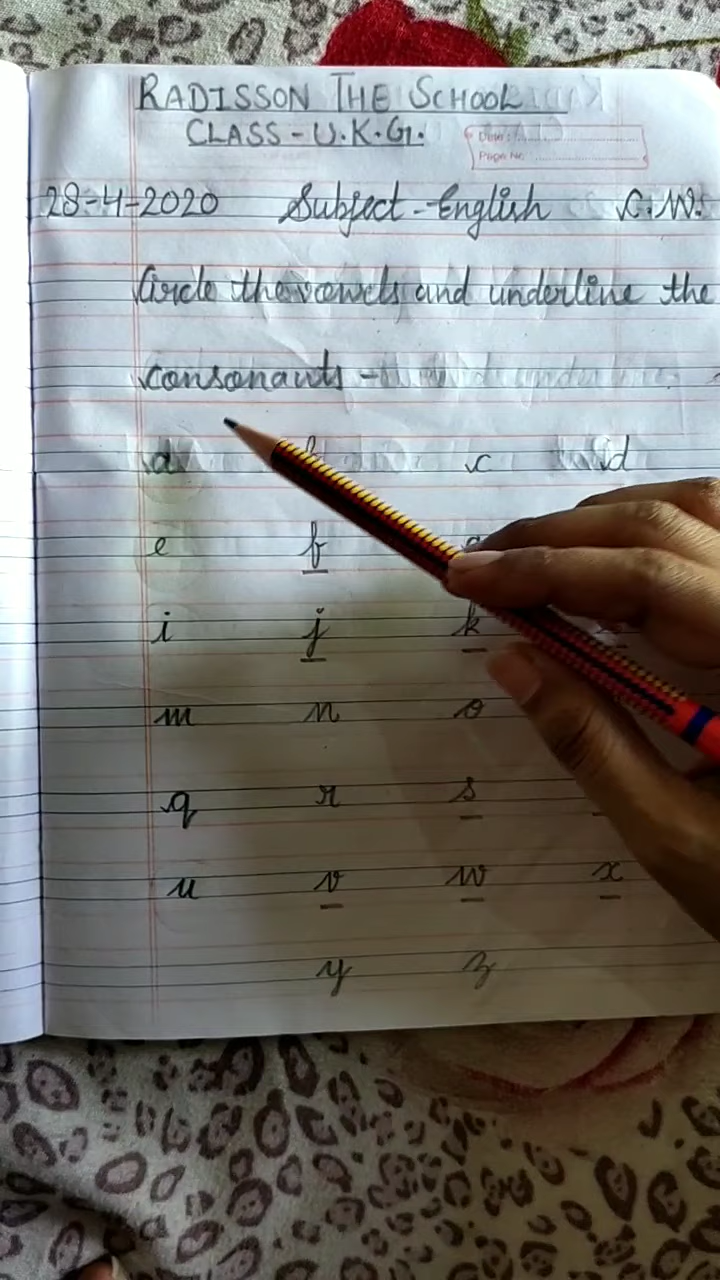 RADISSON THE SCHOOL
CLASS - U.K.G.
Date :
Page No.
28-4-2020 Subject - English C.W.
Circle the vowels and underline the
consonants -
a c d
e f
i j k
m n o
q r s
u v w x
y z